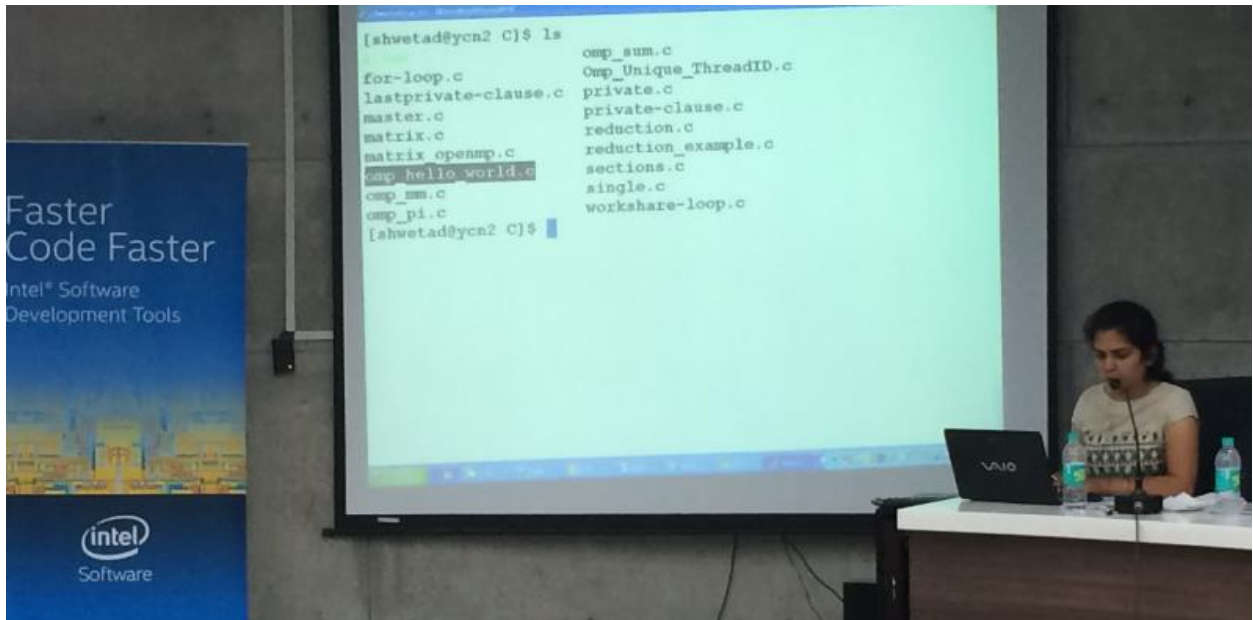 Faster
Code Faster
Intel® Software
Development Tools
intel
Software
[shwetad@ycn2 C]$ ls
omp_sum.c
for-loop.c Omp_Unique_ThreadID.c
lastprivate-clause.c private.c
master.c private-clause.c
matrix.c reduction.c
matrix_openmp.c reduction_example.c
omp_hello_world.c sections.c
omp_mm.c single.c
omp_pi.c workshare-loop.c
[shwetad@ycn2 C]$
VAIO